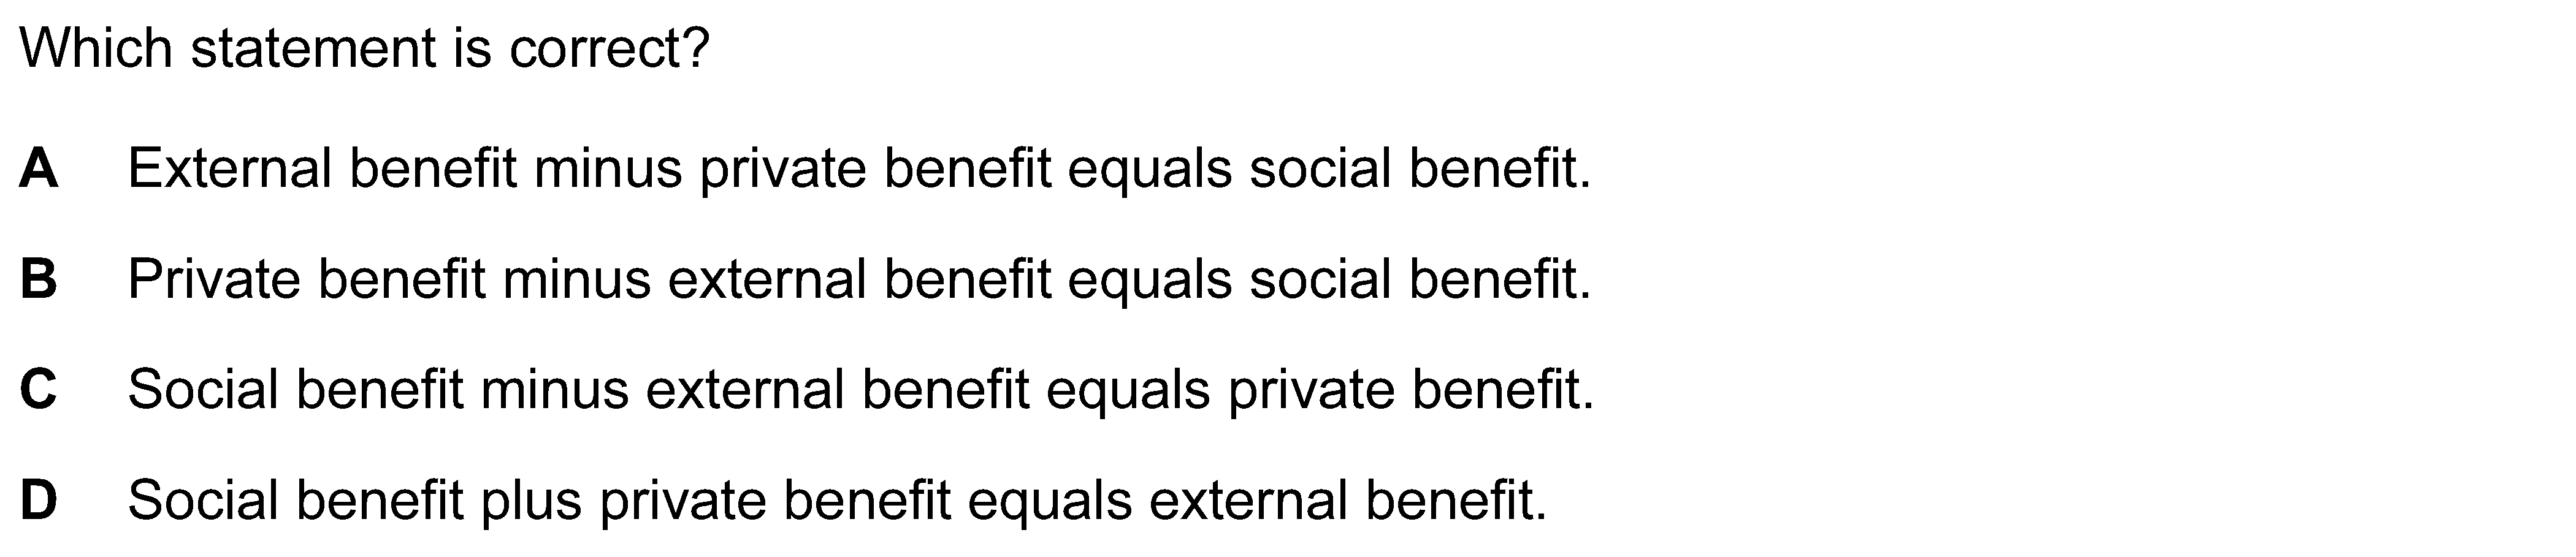 Which statement is correct?
A External benefit minus private benefit equals social benefit.
B Private benefit minus external benefit equals social benefit.
C Social benefit minus external benefit equals private benefit.
D Social benefit plus private benefit equals external benefit.